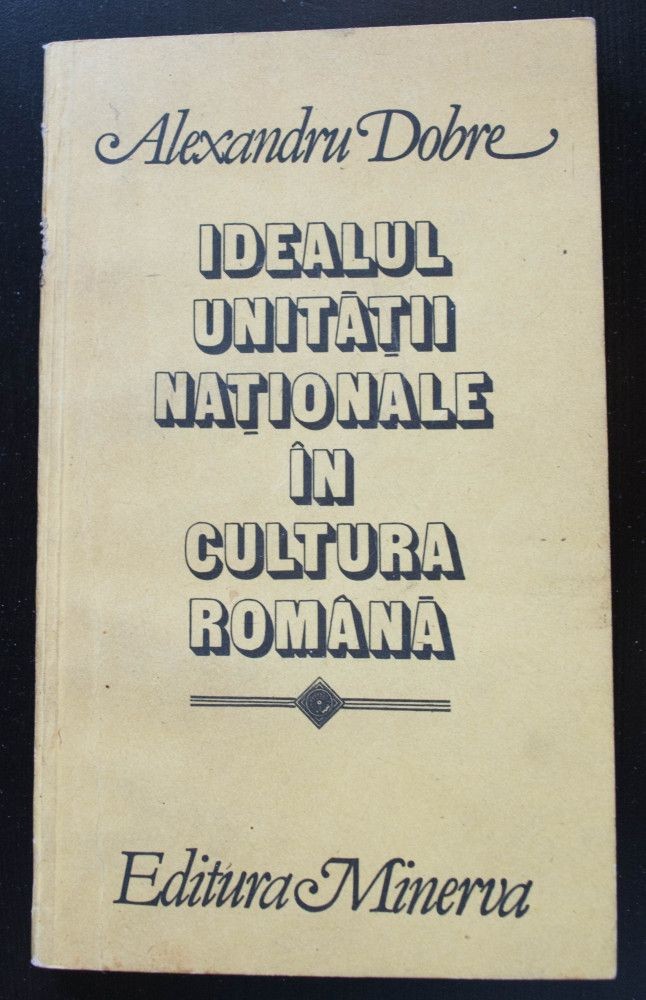 Alexandru Dobre
IDEALUL
UNITĂȚII
NAȚIONALE
ÎN
CULTURA
ROMÂNĂ
Editura Minerva